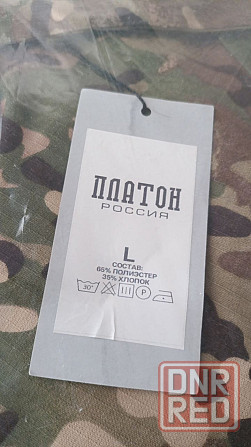 ПЛАТОН
РОССИЯ
L
СОСТАВ:
65% ПОЛИЭСТЕР
35% ХЛОПОК
30° P
DNR
RED